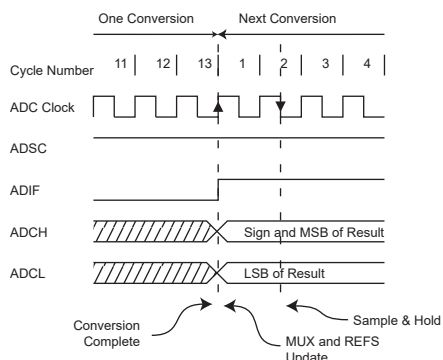 One Conversion Next Conversion
Cycle Number 11 12 13 1 2 3 4
ADC Clock
ADSC
ADIF
ADCH Sign and MSB of Result
ADCL LSB of Result
Conversion
Complete
MUX and REFS
Update
Sample & Hold